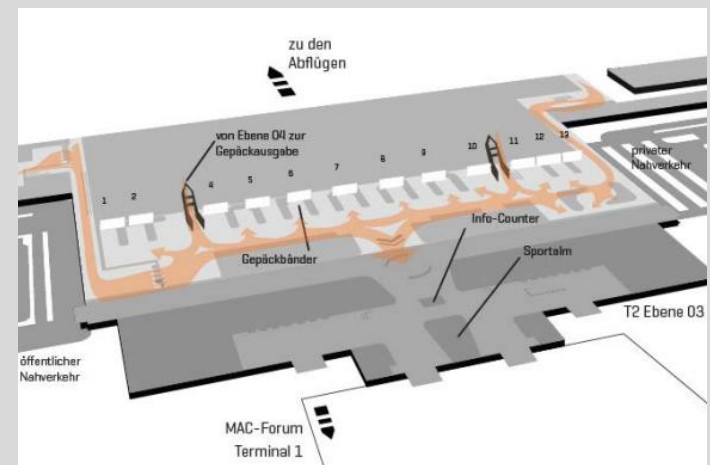 zu den
Abflügen
von Ebene 04 zur
Gepäckausgabe
1 2 4 5 6 7 8 9 10 11 12 13
privater
Nahverkehr
Info-Counter
Gepäckbänder
Sportalm
T2 Ebene 03
öffentlicher
Nahverkehr
MAC-Forum
Terminal 1